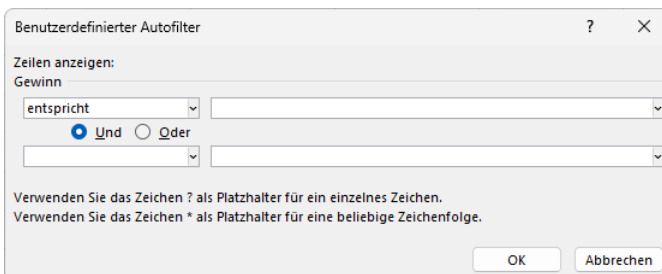 Benutzerdefinierter Autofilter ? ×
Zeilen anzeigen:
Gewinn
entspricht
Und Oder
Verwenden Sie das Zeichen ? als Platzhalter für ein einzelnes Zeichen.
Verwenden Sie das Zeichen * als Platzhalter für eine beliebige Zeichenfolge.
OK Abbrechen